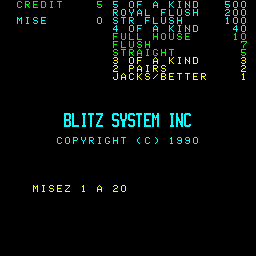 CREDIT 5 5 OF A KIND 500
ROYAL FLUSH 200
MISE 0 STR FLUSH 100
4 OF A KIND 40
FULL HOUSE 10
FLUSH 7
STRAIGHT 5
3 OF A KIND 3
2 PAIRS 2
JACKS/BETTER 1
BLITZ SYSTEM INC
COPYRIGHT (C) 1990
MISEZ 1 A 20